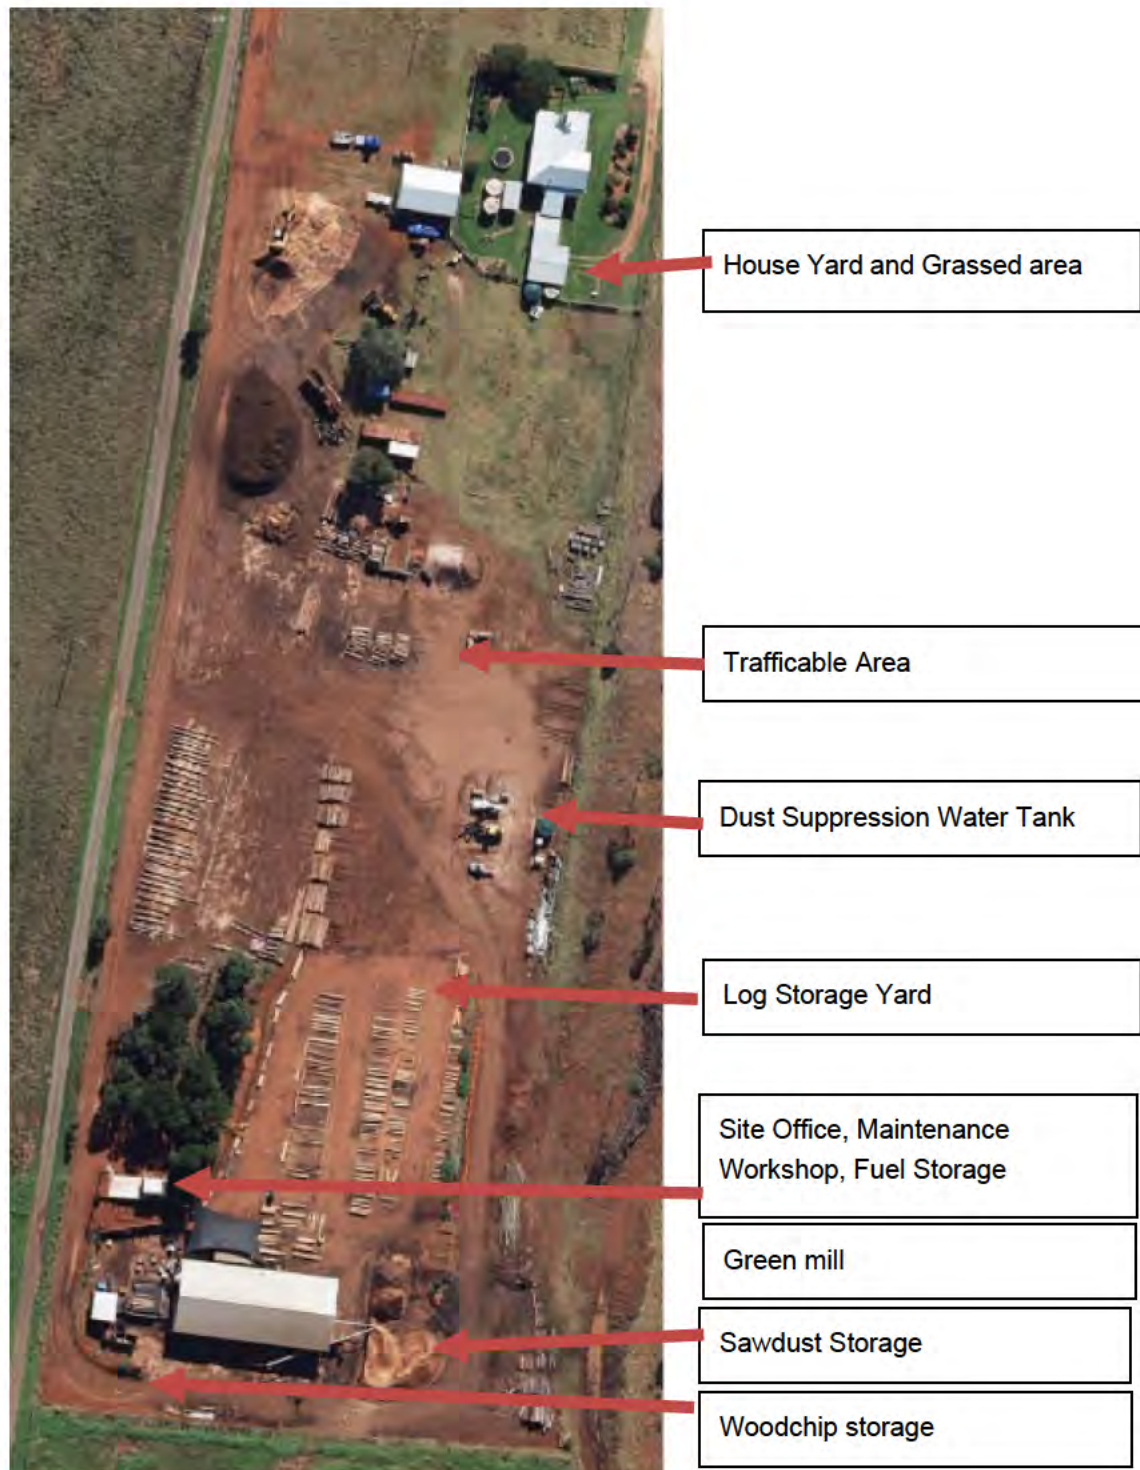 House Yard and Grassed area
Trafficable Area
Dust Suppression Water Tank
Log Storage Yard
Site Office, Maintenance
Workshop, Fuel Storage
Green mill
Sawdust Storage
Woodchip storage